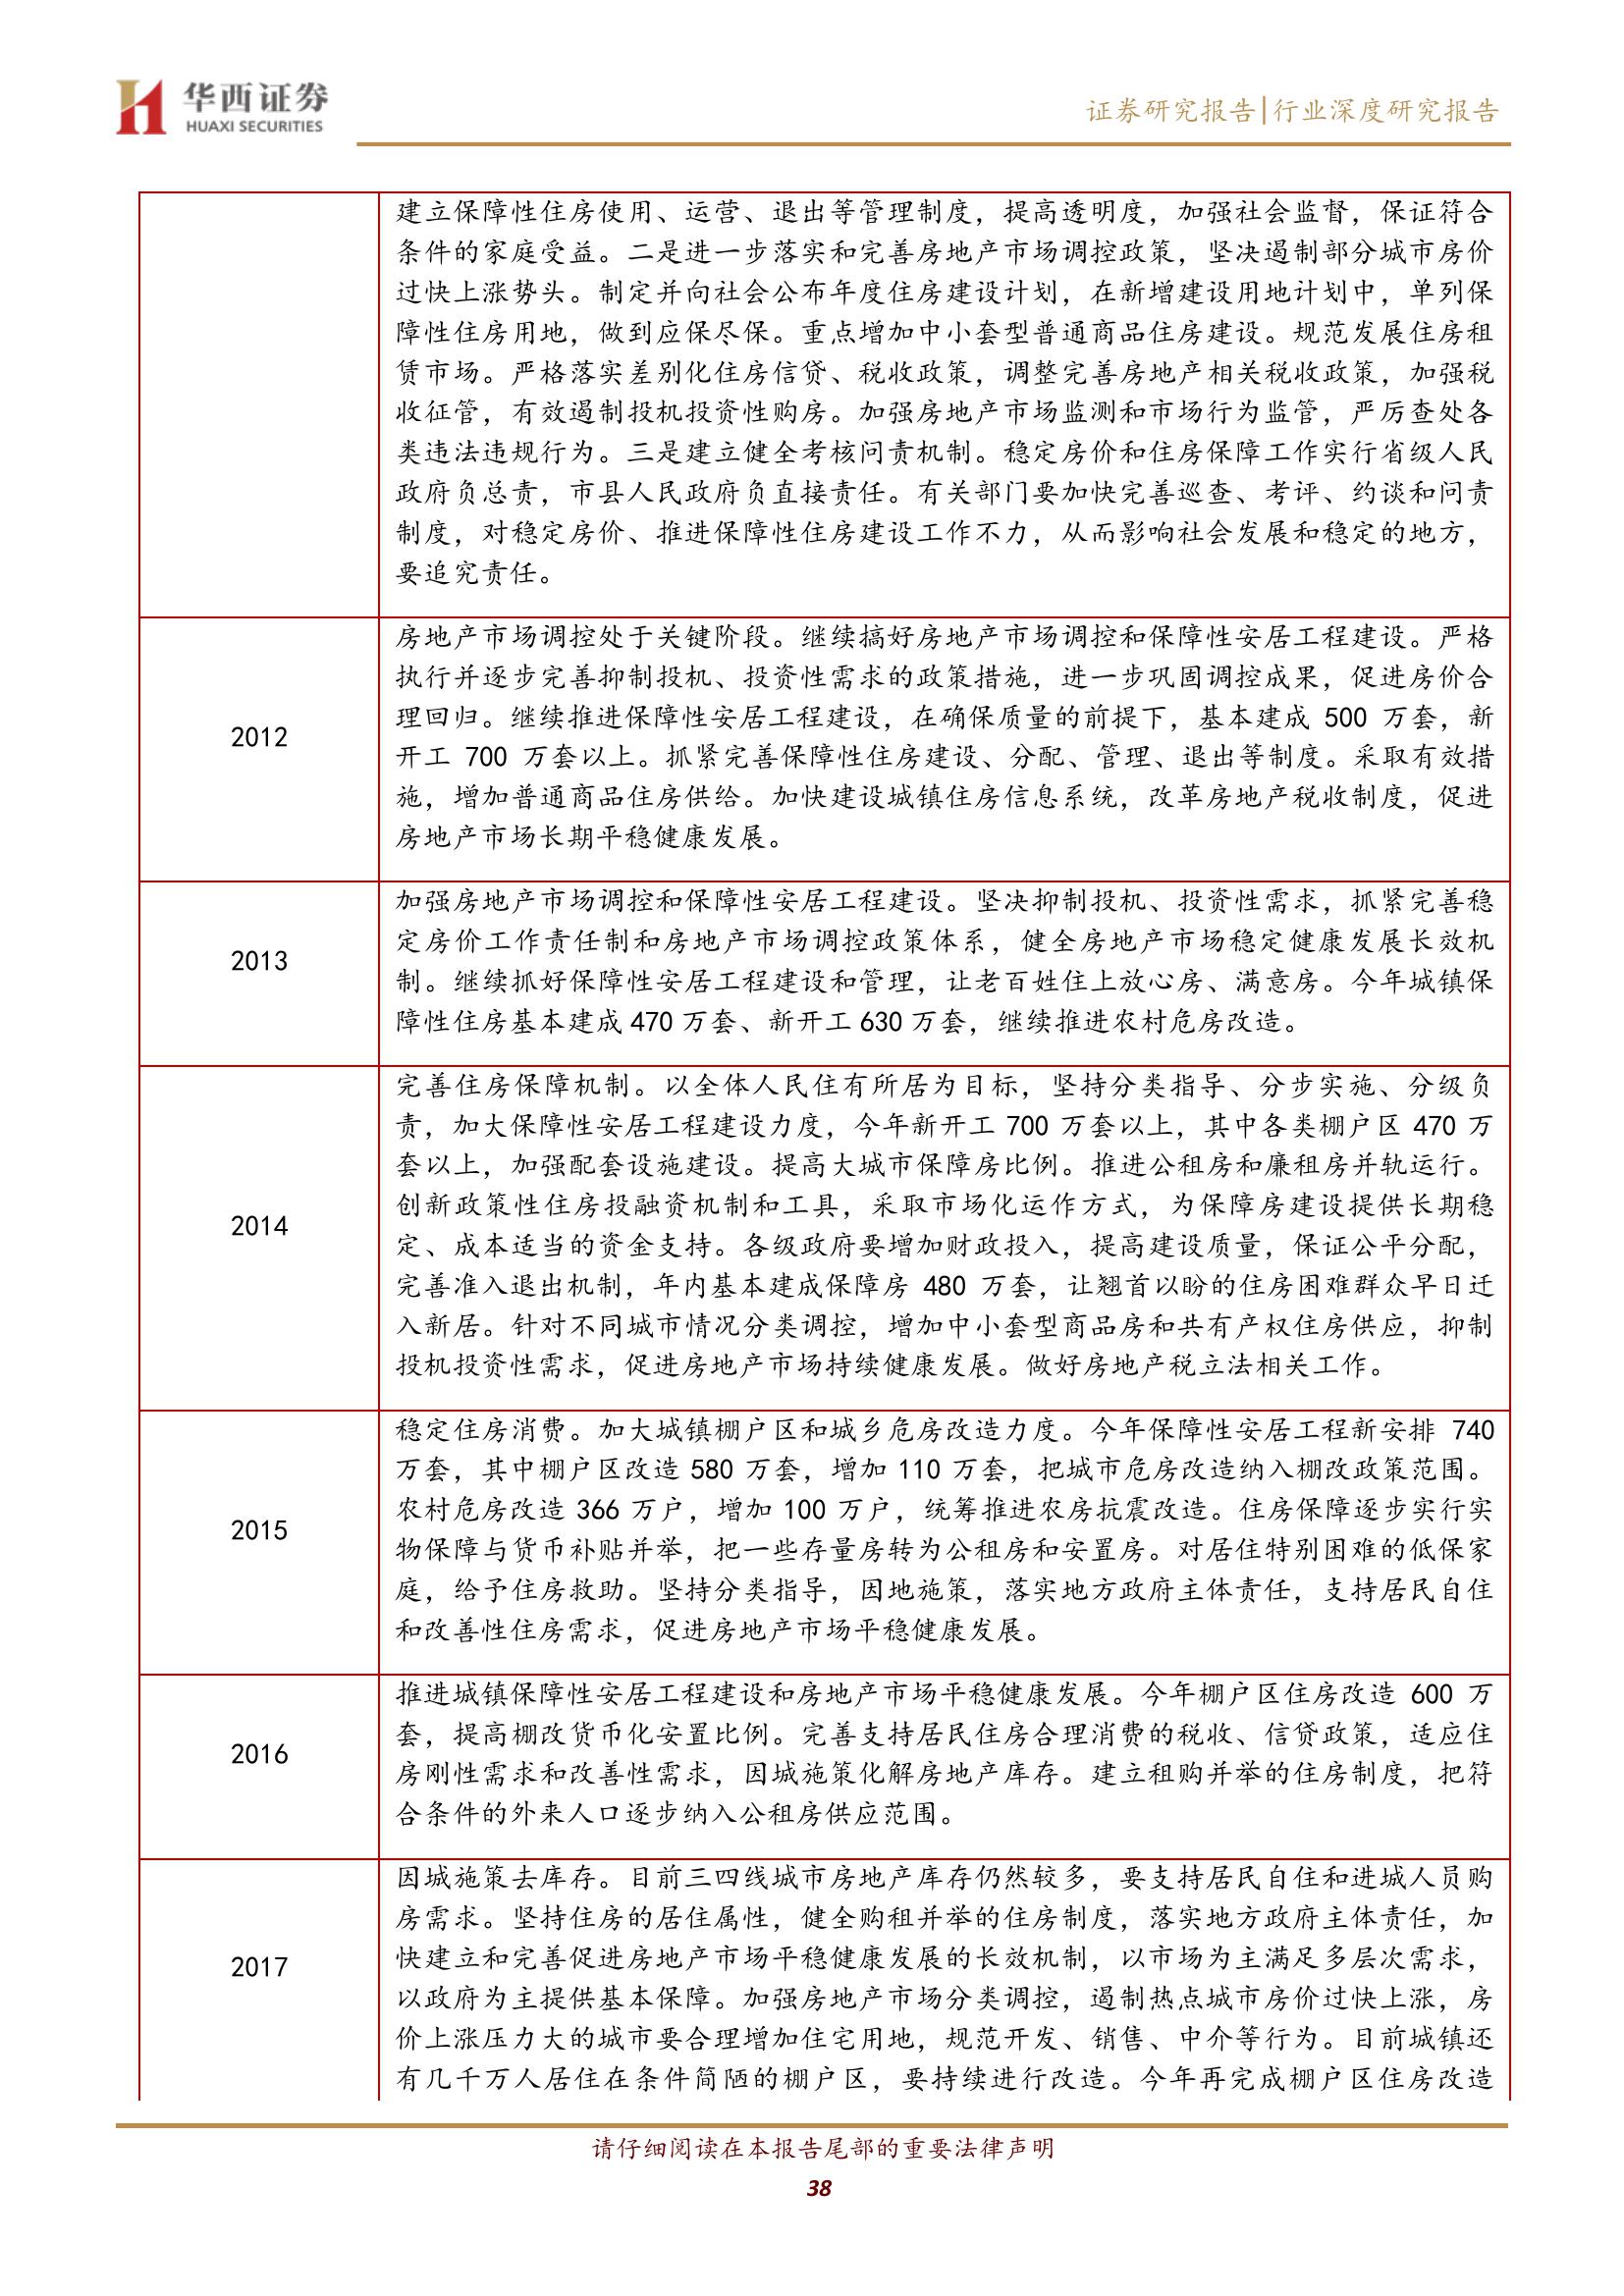 华西证券
HUAXI SECURITIES
证券研究报告|行业深度研究报告
建立保障性住房使用、运营、退出等管理制度，提高透明度，加强社会监督，保证符合
条件的家庭受益。二是进一步落实和完善房地产市场调控政策，坚决遏制部分城市房价
过快上涨势头。制定并向社会公布年度住房建设计划，在新增建设用地计划中，单列保
障性住房用地，做到应保尽保。重点增加中小套型普通商品住房建设。规范发展住房租
赁市场。严格落实差别化住房信贷、税收政策，调整完善房地产相关税收政策，加强税
收征管，有效遏制投机投资性购房。加强房地产市场监测和市场行为监管，严厉查处各
类违法违规行为。三是建立健全考核问责机制。稳定房价和住房保障工作实行省级人民
政府负总责，市县人民政府负直接责任。有关部门要加快完善巡查、考评、约谈和问责
制度，对稳定房价、推进保障性住房建设工作不力，从而影响社会发展和稳定的地方，
要追究责任。
2012
房地产市场调控处于关键阶段。继续搞好房地产市场调控和保障性安居工程建设。严格
执行并逐步完善抑制投机、投资性需求的政策措施，进一步巩固调控成果，促进房价合
理回归。继续推进保障性安居工程建设，在确保质量的前提下，基本建成 500 万套，新
开工 700 万套以上。抓紧完善保障性住房建设、分配、管理、退出等制度。采取有效措
施，增加普通商品住房供给。加快建设城镇住房信息系统，改革房地产税收制度，促进
房地产市场长期平稳健康发展。
2013
加强房地产市场调控和保障性安居工程建设。坚决抑制投机、投资性需求，抓紧完善稳
定房价工作责任制和房地产市场调控政策体系，健全房地产市场稳定健康发展长效机
制。继续抓好保障性安居工程建设和管理，让老百姓住上放心房、满意房。今年城镇保
障性住房基本建成 470 万套、新开工 630 万套，继续推进农村危房改造。
2014
完善住房保障机制。以全体人民住有所居为目标，坚持分类指导、分步实施、分级负
责，加大保障性安居工程建设力度，今年新开工 700 万套以上，其中各类棚户区 470 万
套以上，加强配套设施建设。提高大城市保障房比例。推进公租房和廉租房并轨运行。
创新政策性住房投融资机制和工具，采取市场化运作方式，为保障房建设提供长期稳
定、成本适当的资金支持。各级政府要增加财政投入，提高建设质量，保证公平分配，
完善准入退出机制，年内基本建成保障房 480 万套，让翘首以盼的住房困难群众早日迁
入新居。针对不同城市情况分类调控，增加中小套型商品房和共有产权住房供应，抑制
投机投资性需求，促进房地产市场持续健康发展。做好房地产税立法相关工作。
2015
稳定住房消费。加大城镇棚户区和城乡危房改造力度。今年保障性安居工程新安排 740
万套，其中棚户区改造 580 万套，增加 110 万套，把城市危房改造纳入棚改政策范围。
农村危房改造 366 万户，增加 100 万户，统筹推进农房抗震改造。住房保障逐步实行实
物保障与货币补贴并举，把一些存量房转为公租房和安置房。对居住特别困难的低保家
庭，给予住房救助。坚持分类指导，因地施策，落实地方政府主体责任，支持居民自住
和改善性住房需求，促进房地产市场平稳健康发展。
2016
推进城镇保障性安居工程建设和房地产市场平稳健康发展。今年棚户区住房改造 600 万
套，提高棚改货币化安置比例。完善支持居民住房合理消费的税收、信贷政策，适应住
房刚性需求和改善性需求，因城施策化解房地产库存。建立租购并举的住房制度，把符
合条件的外来人口逐步纳入公租房供应范围。
2017
因城施策去库存。目前三四线城市房地产库存仍然较多，要支持居民自住和进城人员购
房需求。坚持住房的居住属性，健全购租并举的住房制度，落实地方政府主体责任，加
快建立和完善促进房地产市场平稳健康发展的长效机制，以市场为主满足多层次需求，
以政府为主提供基本保障。加强房地产市场分类调控，遏制热点城市房价过快上涨，房
价上涨压力大的城市要合理增加住宅用地，规范开发、销售、中介等行为。目前城镇还
有几千万人居住在条件简陋的棚户区，要持续进行改造。今年再完成棚户区住房改造
请仔细阅读在本报告尾部的重要法律声明
38